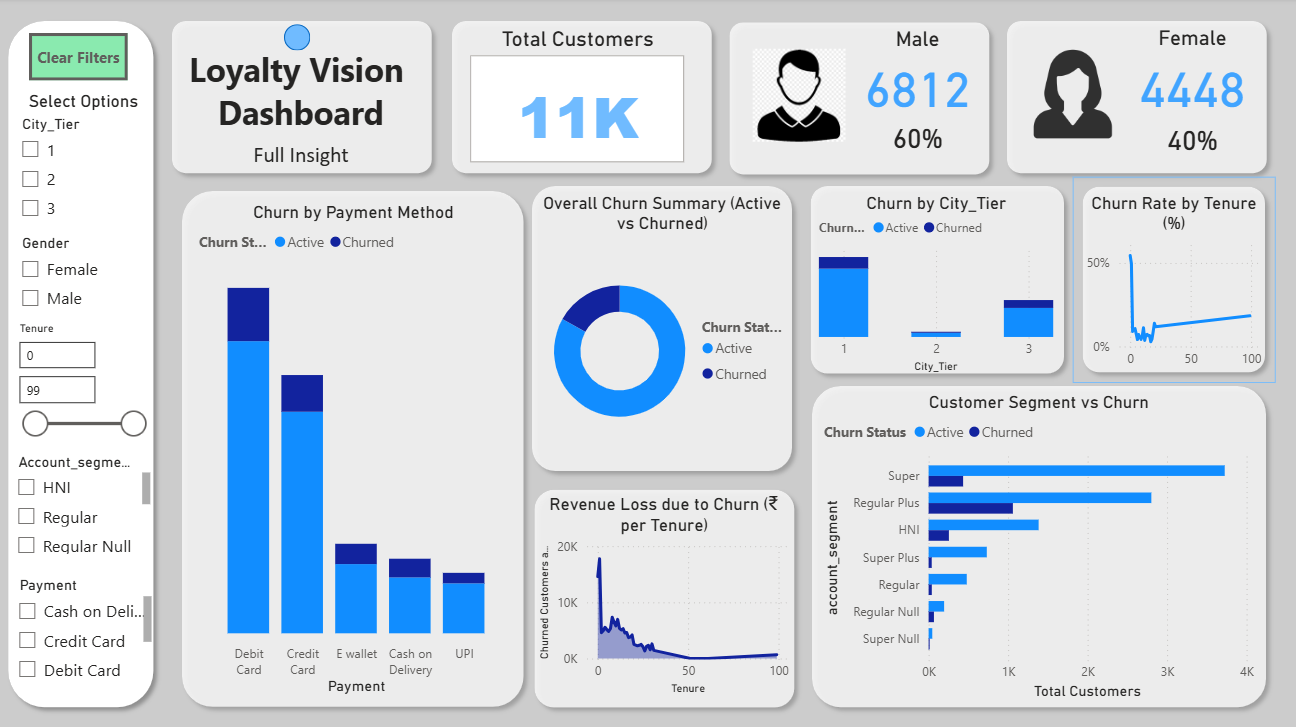 Clear Filters
Select Options
City_Tier
1
2
3
Gender
Female
Male
Tenure
0
99
Account_segme...
HNI
Regular
Regular Null
Payment
Cash on Deli...
Credit Card
Debit Card
Loyalty Vision
Dashboard
Full Insight
Total Customers
11K
Male
6812
60%
Female
4448
40%
Churn by Payment Method
Churn St... Active Churned
Debit
Card
Credit
Card
E wallet
Cash on
Delivery
UPI
Payment
Overall Churn Summary (Active
vs Churned)
Churn Stat...
Active
Churned
Churn by City_Tier
Churn... Active Churned
1 2 3
City_Tier
Churn Rate by Tenure
(%)
50%
0%
0 50 100
Revenue Loss due to Churn (₹
per Tenure)
Churned Customers a...
20K
10K
0K
0 50 100
Tenure
Customer Segment vs Churn
Churn Status Active Churned
account_segment
Super
Regular Plus
HNI
Super Plus
Regular
Regular Null
Super Null
0K 1K 2K 3K 4K
Total Customers